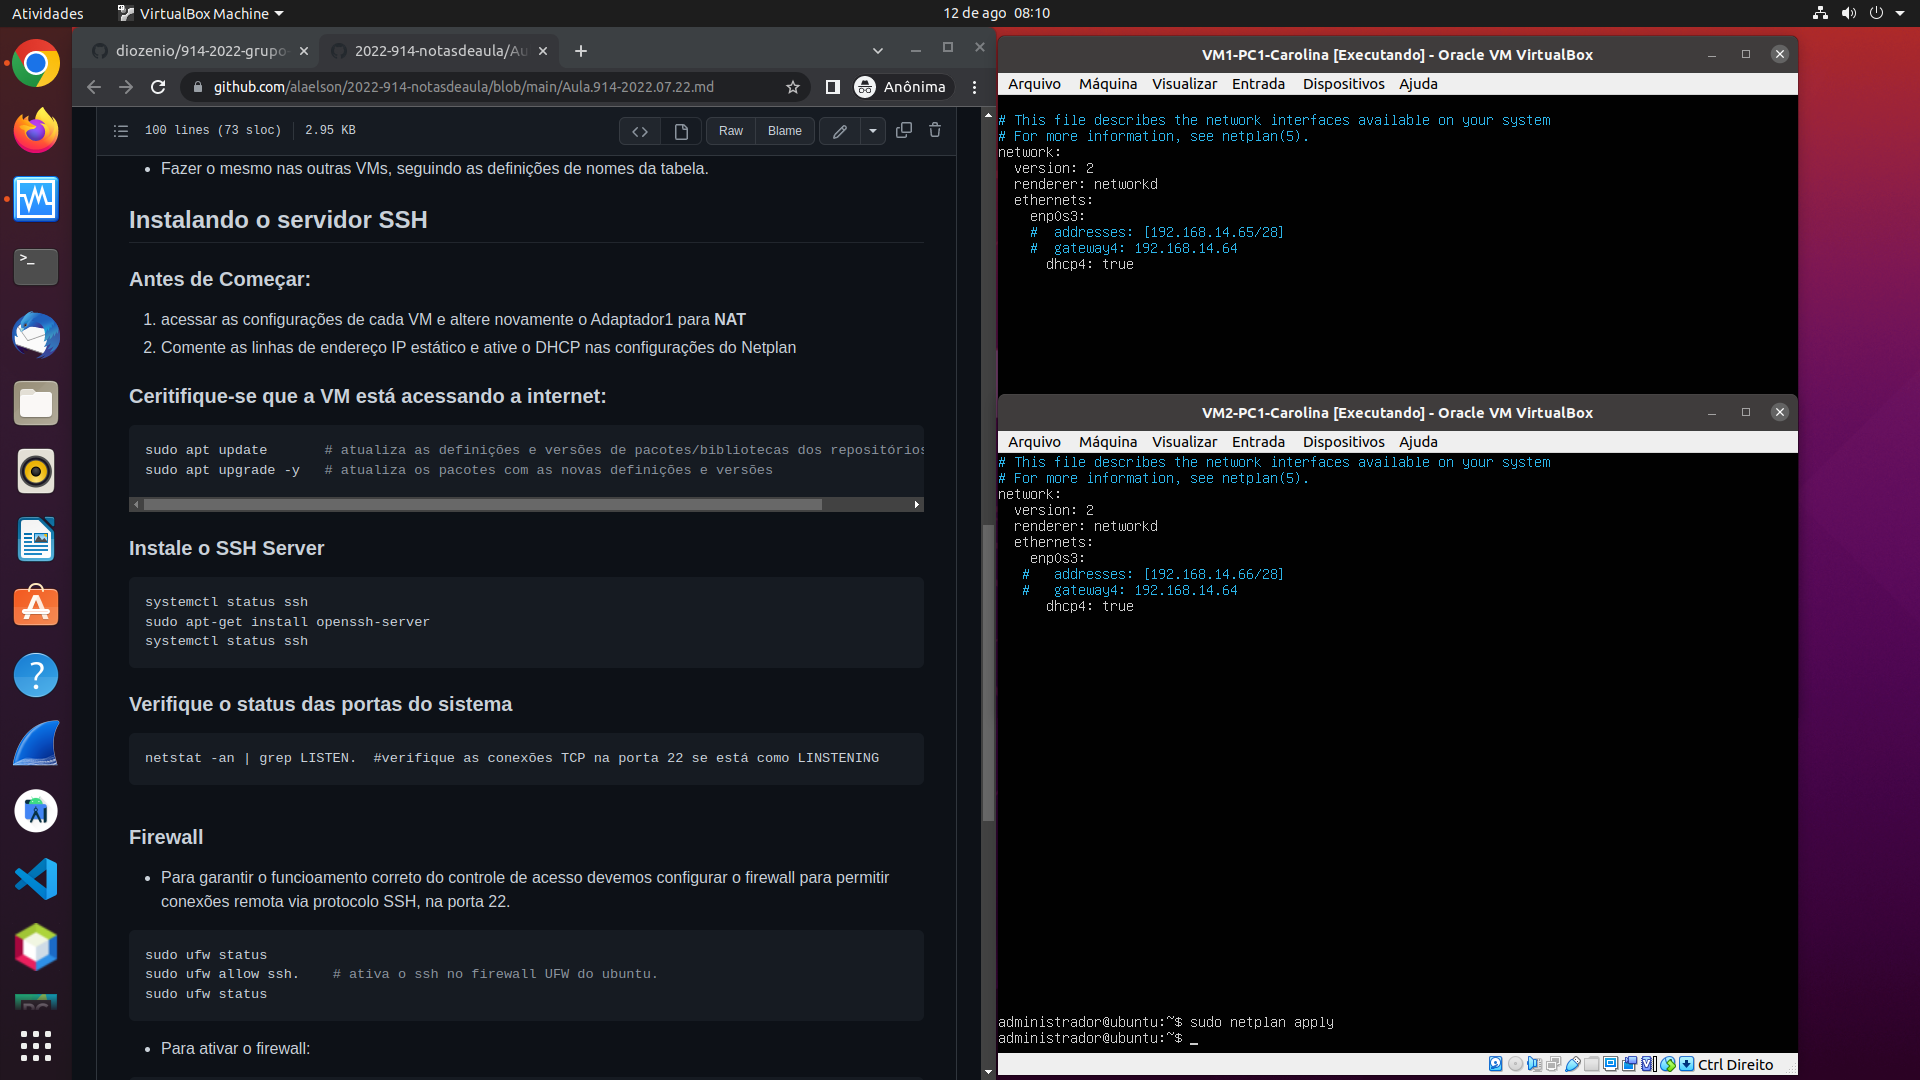 Atividades
VirtualBox Machine
12 de ago 08:10
diozenio/914-2022-grupo-
2022-914-notasdeaula/Au
github.com/alaelson/2022-914-notasdeaula/blob/main/Aula.914-2022.07.22.md
Anônima
100 lines (73 sloc)
2.95 KB
Raw
Blame
Fazer o mesmo nas outras VMs, seguindo as definições de nomes da tabela.
Instalando o servidor SSH
Antes de Começar:
1. acessar as configurações de cada VM e altere novamente o Adaptador1 para NAT
2. Comente as linhas de endereço IP estático e ative o DHCP nas configurações do Netplan
Ceritifique-se que a VM está acessando a internet:
sudo apt update # atualiza as definições e versões de pacotes/bibliotecas dos repositórios
sudo apt upgrade -y # atualiza os pacotes com as novas definições e versões
Instale o SSH Server
systemctl status ssh
sudo apt-get install openssh-server
systemctl status ssh
Verifique o status das portas do sistema
netstat -an | grep LISTEN. #verifique as conexões TCP na porta 22 se está como LINSTENING
Firewall
Para garantir o funcioamento correto do controle de acesso devemos configurar o firewall para permitir
conexões remota via protocolo SSH, na porta 22.
sudo ufw status
sudo ufw allow ssh. # ativa o ssh no firewall UFW do ubuntu.
sudo ufw status
Para ativar o firewall:
VM1-PC1-Carolina [Executando] - Oracle VM VirtualBox
Arquivo Máquina Visualizar Entrada Dispositivos Ajuda
# This file describes the network interfaces available on your system
# For more information, see netplan(5).
network:
version: 2
renderer: networkd
ethernets:
enp0s3:
# addresses: [192.168.14.65/28]
# gateway4: 192.168.14.64
dhcp4: true
VM2-PC1-Carolina [Executando] - Oracle VM VirtualBox
Arquivo Máquina Visualizar Entrada Dispositivos Ajuda
# This file describes the network interfaces available on your system
# For more information, see netplan(5).
network:
version: 2
renderer: networkd
ethernets:
enp0s3:
# addresses: [192.168.14.66/28]
# gateway4: 192.168.14.64
dhcp4: true
administrador@ubuntu:~$ sudo netplan apply
administrador@ubuntu:~$ _
Ctrl Direito